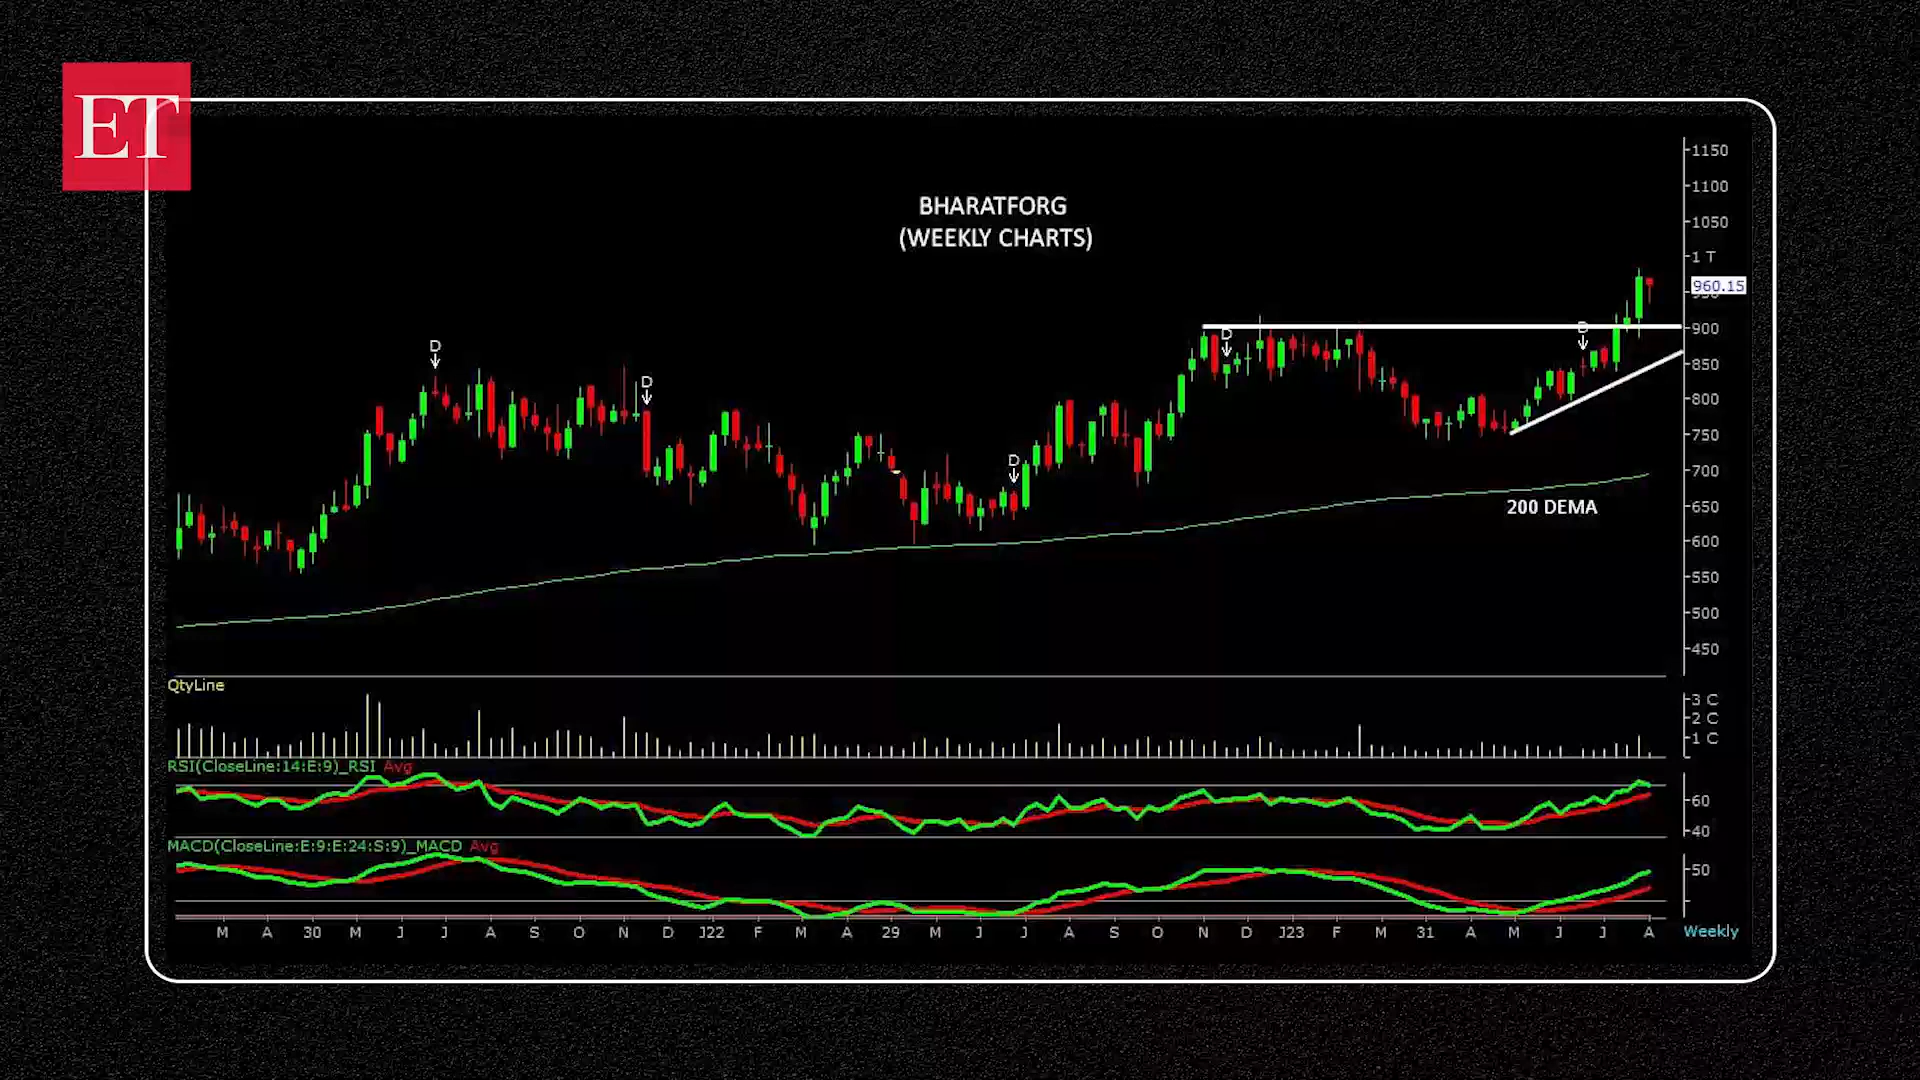 ET
BHARATFORG
(WEEKLY CHARTS)
1150
1100
1050
1 T
960.15
950
900
850
800
750
700
650
600
550
500
450
D
D
D
D
D
200 DEMA
QtyLine
3 C
2 C
1 C
RSI(CloseLine:14:E:9)_RSI Avg
60
40
MACD(CloseLine:E:9:E:24:S:9)_MACD Avg
50
M A 30 M J J A S O N D J22 F M A 29 M J J A S O N D J23 F M 31 A M J J A Weekly